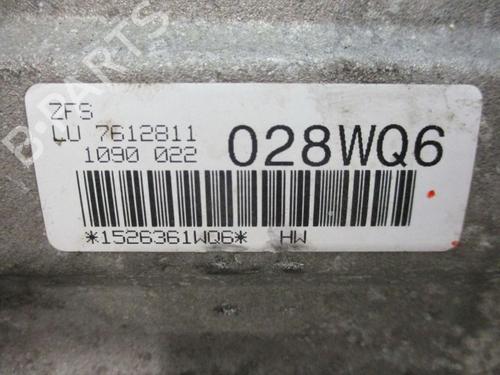 ZFS
LU 7612811
1090 022
028WQ6
*1526361WQ6* HW
B-PARTS